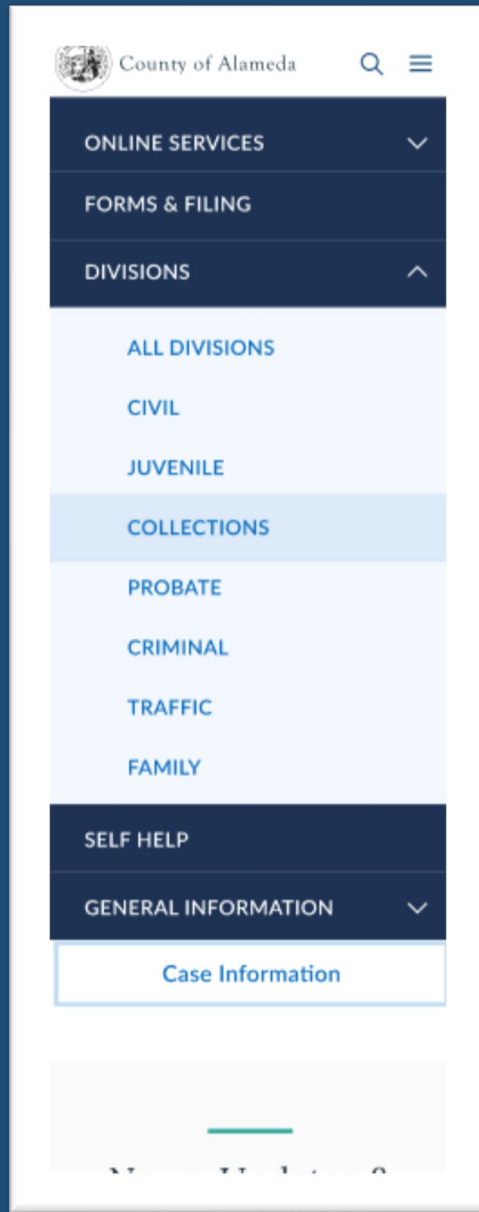 County of Alameda
ONLINE SERVICES
FORMS & FILING
DIVISIONS
ALL DIVISIONS
CIVIL
JUVENILE
COLLECTIONS
PROBATE
CRIMINAL
TRAFFIC
FAMILY
SELF HELP
GENERAL INFORMATION
Case Information